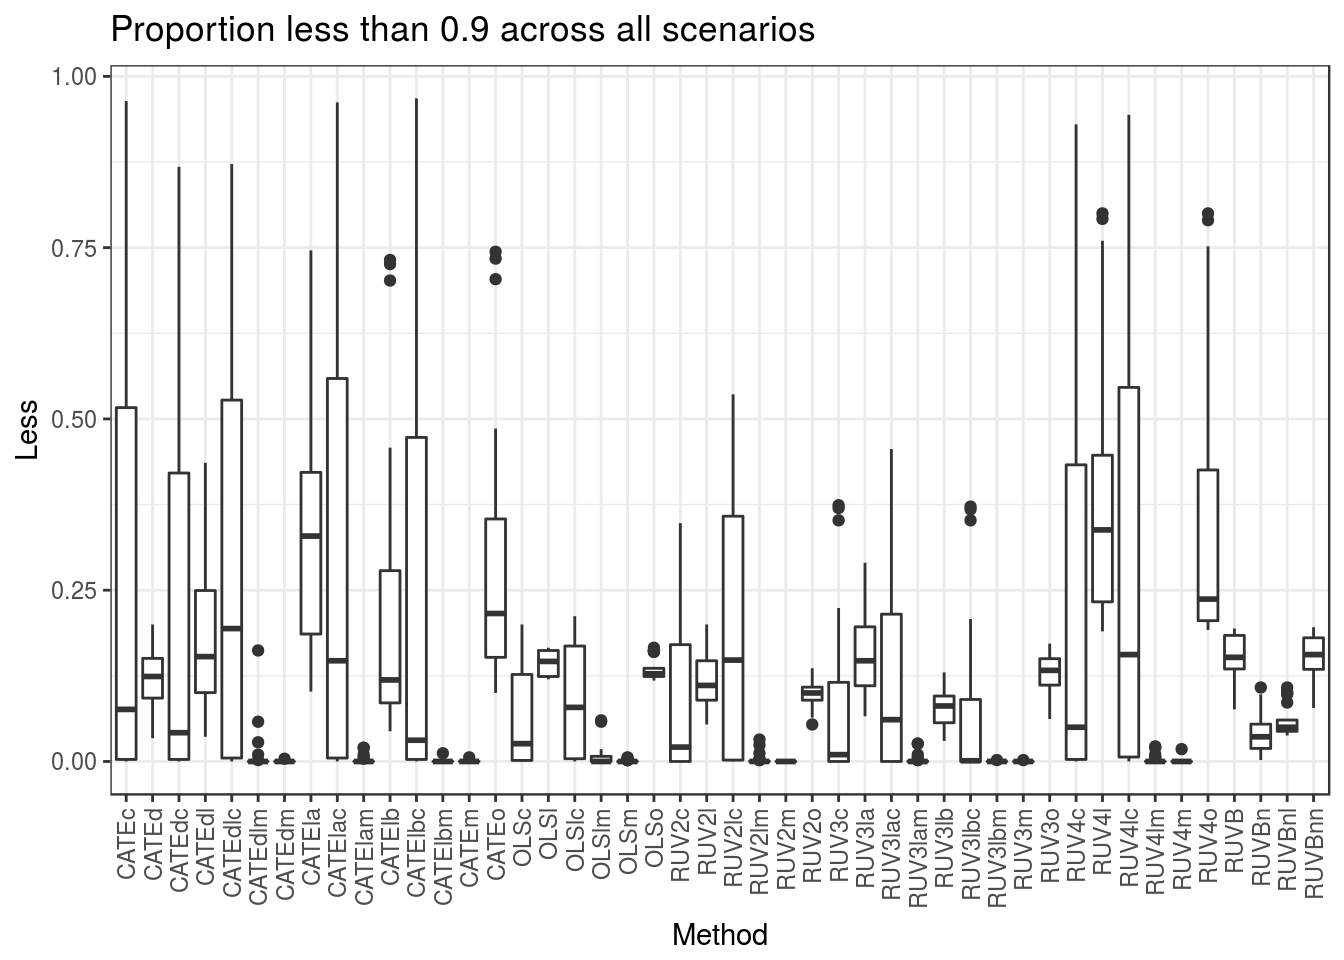 Proportion less than 0.9 across all scenarios
1.00
0.75
0.50
0.25
0.00
Less
CATEc
CATEd
CATEdc
CATEdl
CATEdlc
CATEdlm
CATEdm
CATEla
CATElac
CATElam
CATElb
CATElbc
CATElbm
CATEm
CATEo
OLSc
OLSl
OLSlc
OLSlm
OLSm
OLSo
RUV2c
RUV2l
RUV2lc
RUV2lm
RUV2m
RUV2o
RUV3c
RUV3la
RUV3lac
RUV3lam
RUV3lb
RUV3lbc
RUV3lbm
RUV3m
RUV3o
RUV4c
RUV4l
RUV4lc
RUV4lm
RUV4m
RUV4o
RUVB
RUVBn
RUVBnl
RUVBnn
Method